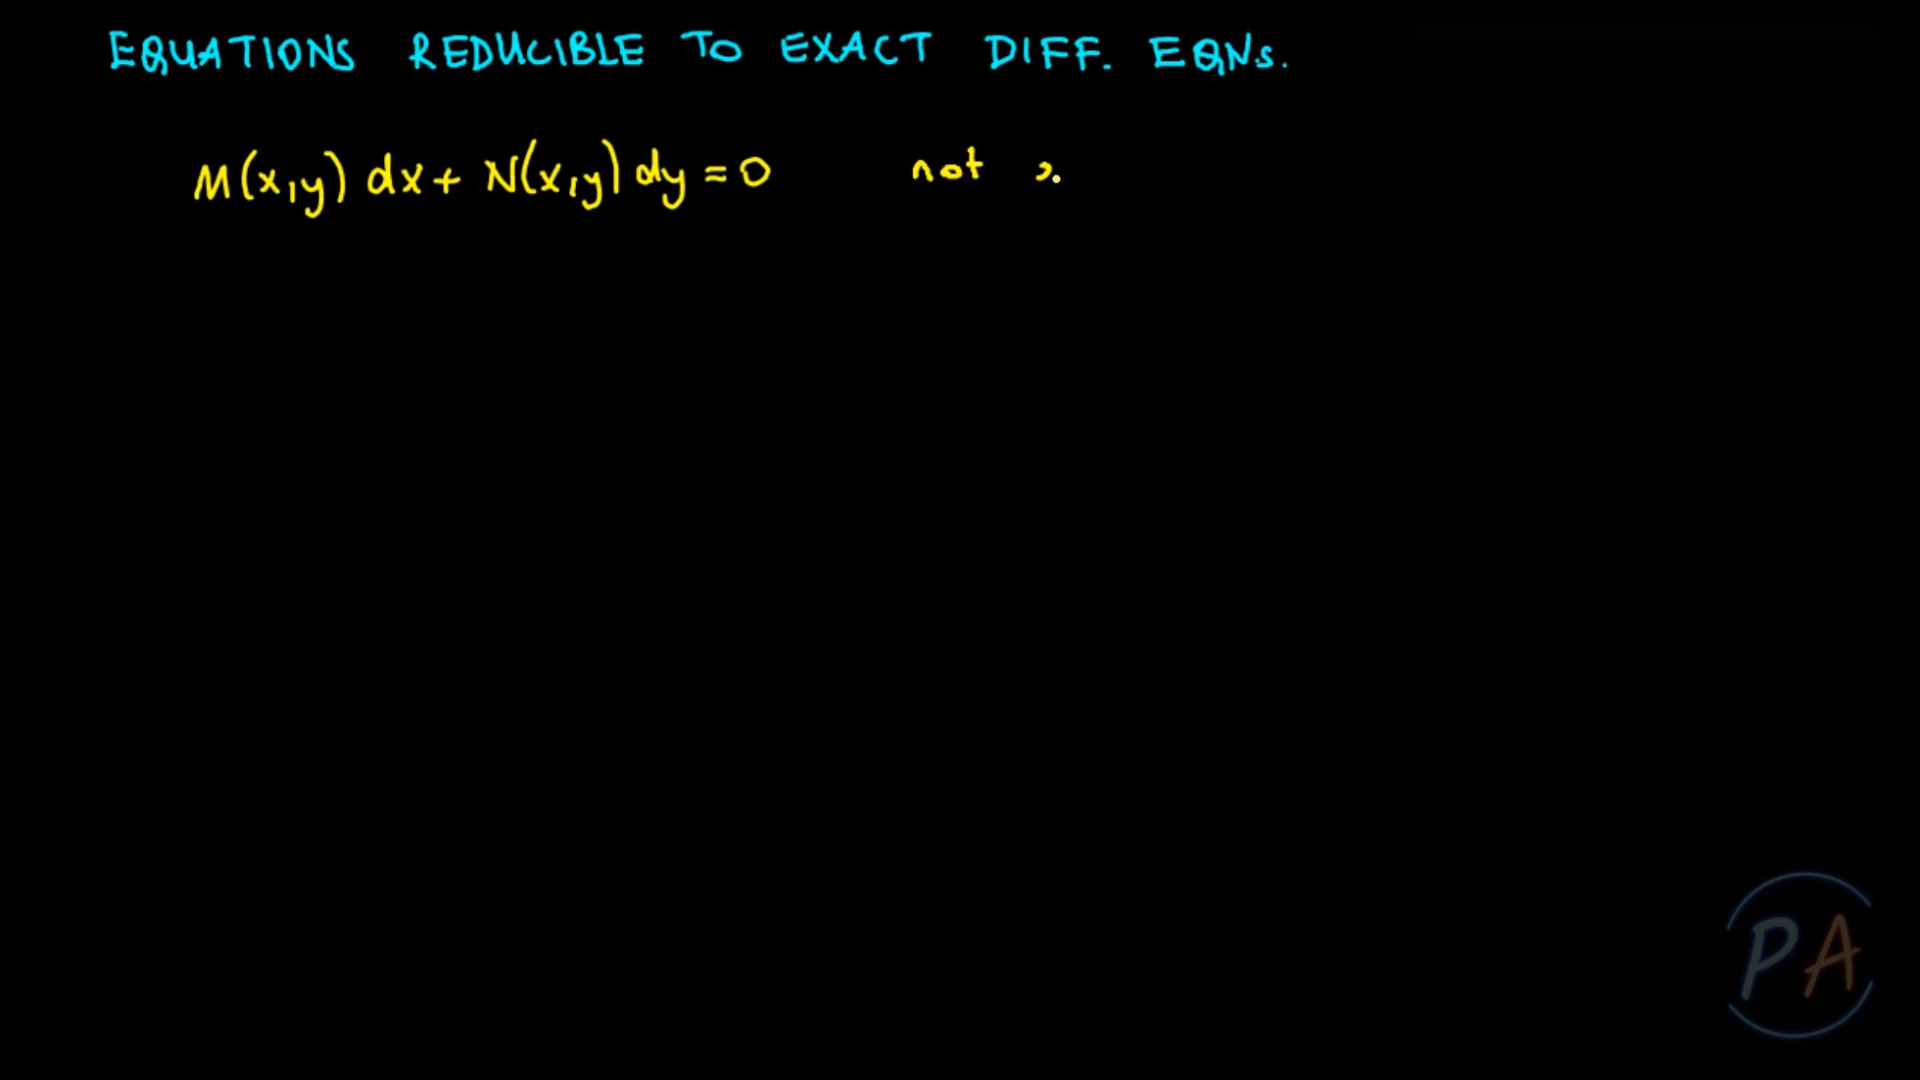 EQUATIONS REDUCIBLE TO EXACT DIFF. EQNS.
M(x,y) dx + N(x,y) dy = 0 not
PA